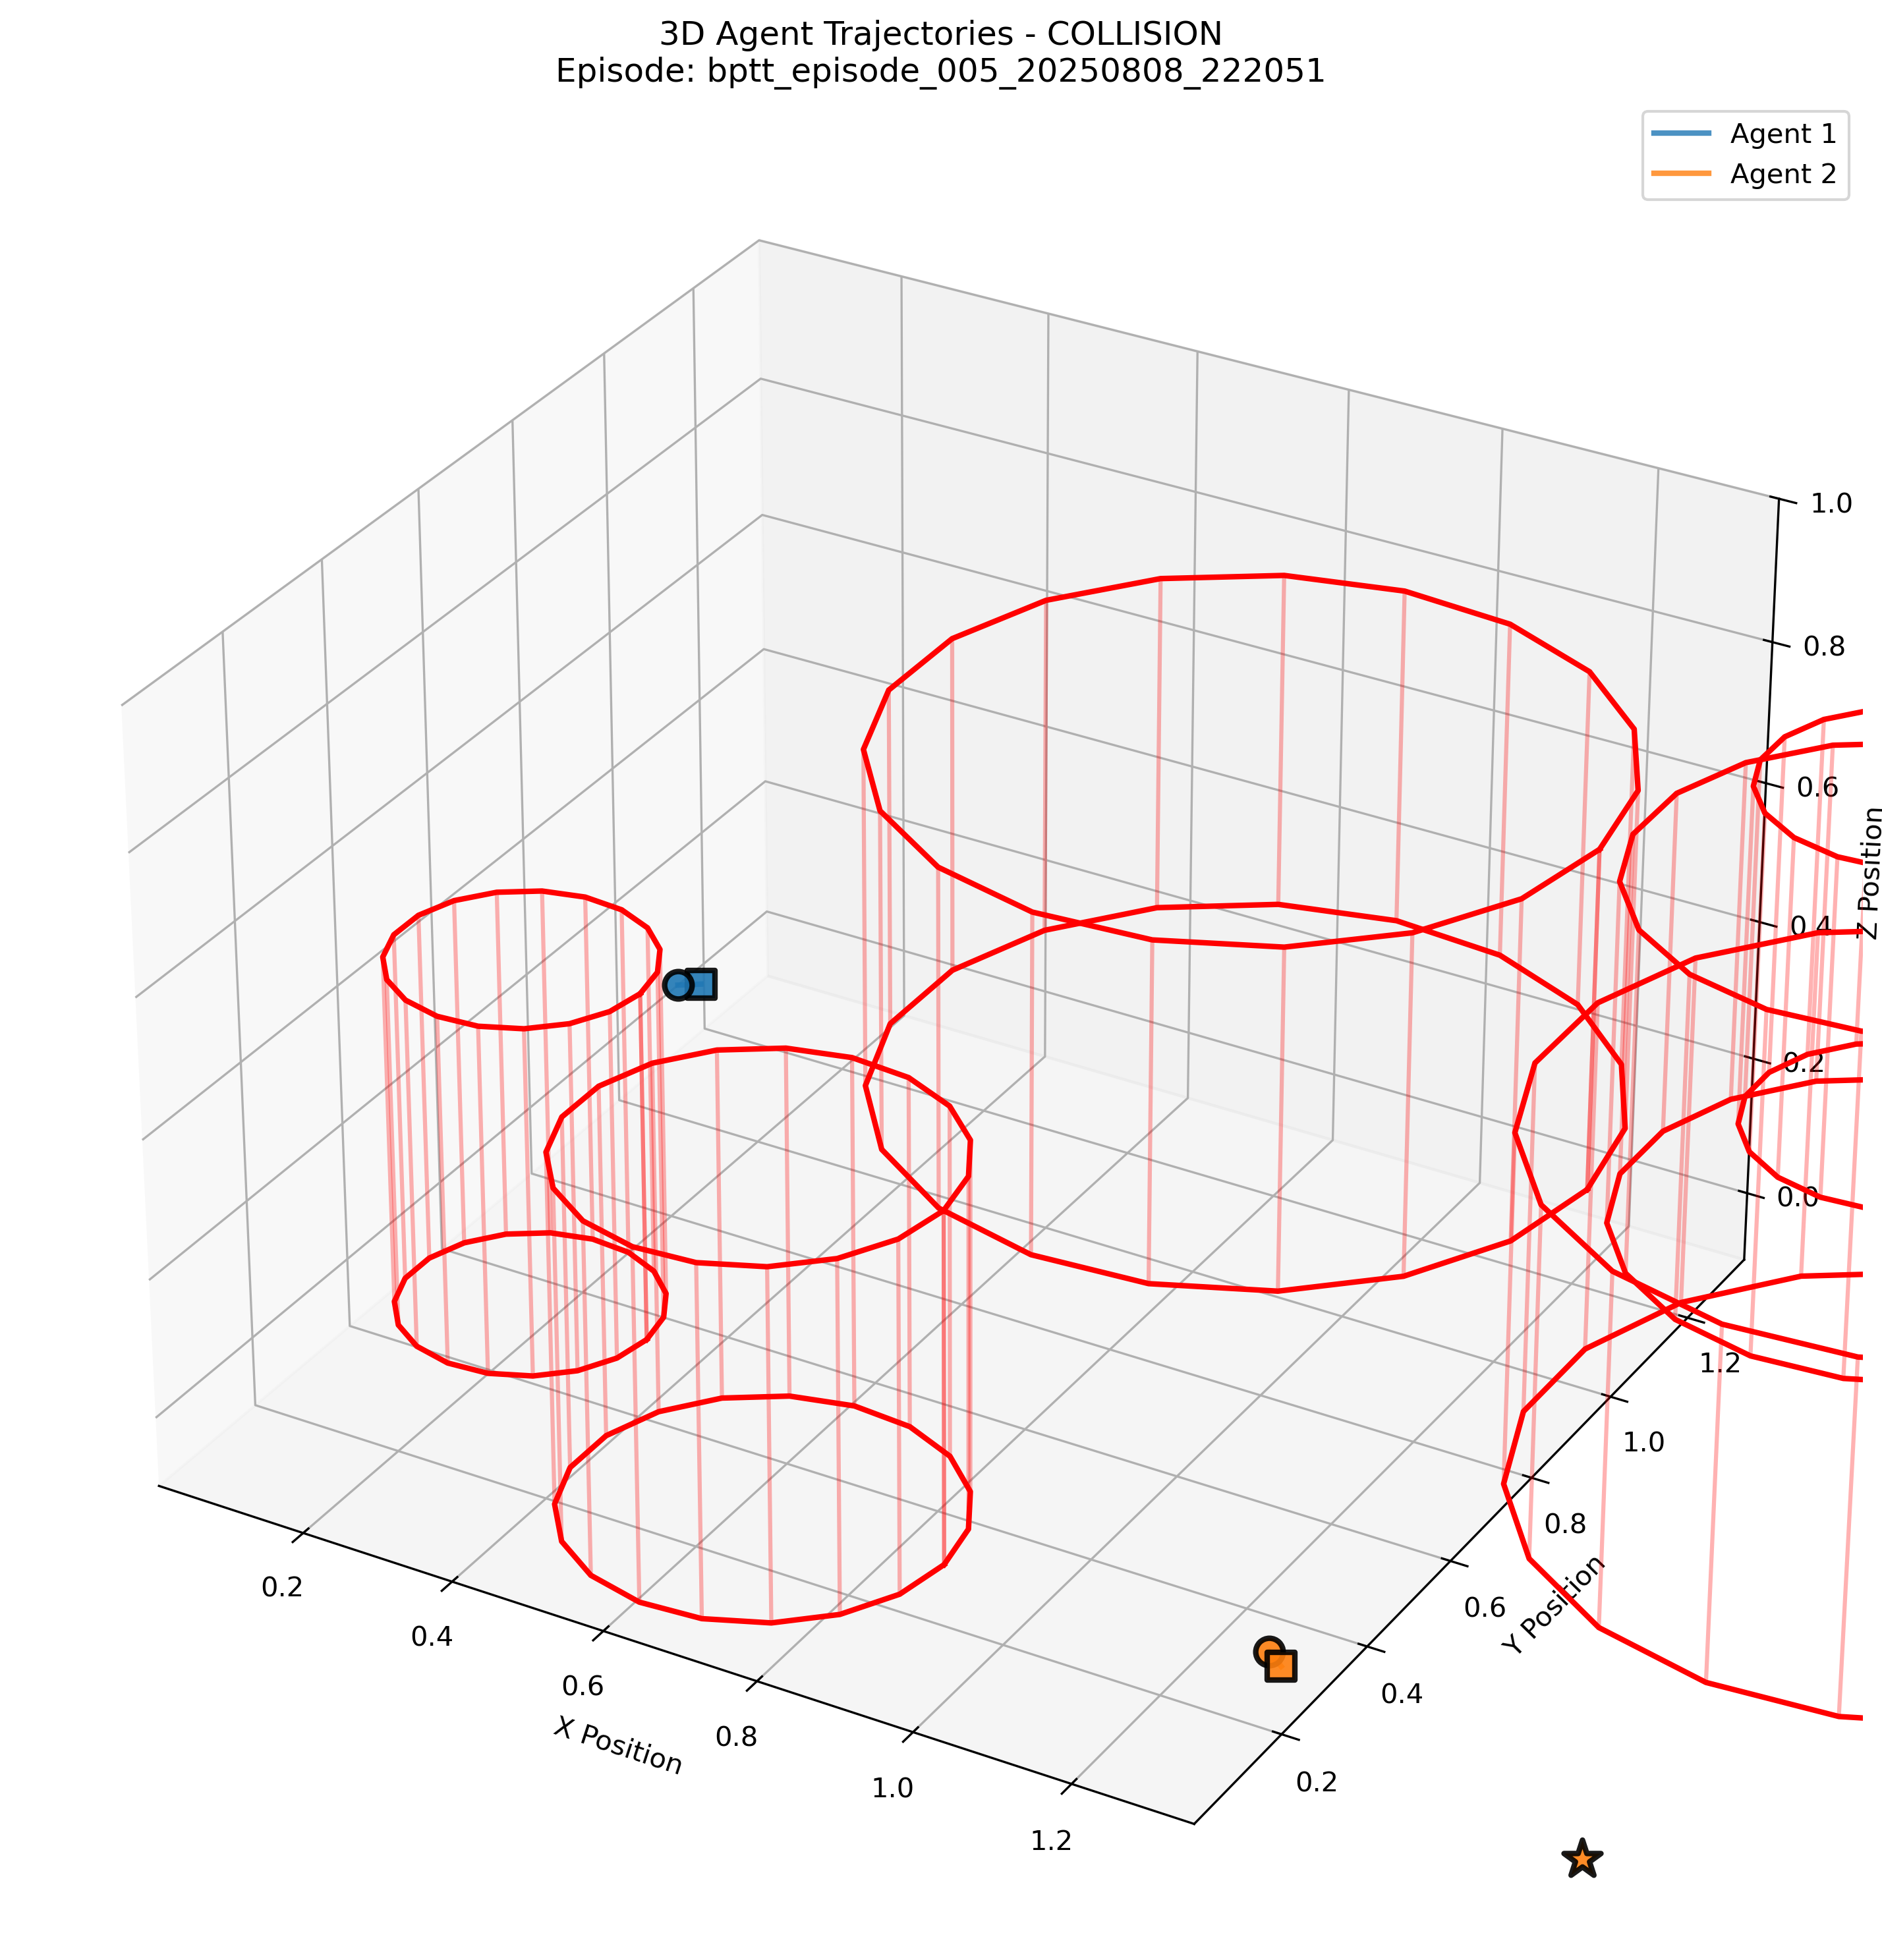 3D Agent Trajectories - COLLISION
Episode: bptt_episode_005_20250808_222051
Agent 1
Agent 2
1.0
0.8
0.6
0.4
0.2
0.0
Z Position
1.2
1.0
0.8
0.6
0.4
0.2
Y Position
0.2
0.4
0.6
0.8
1.0
1.2
X Position